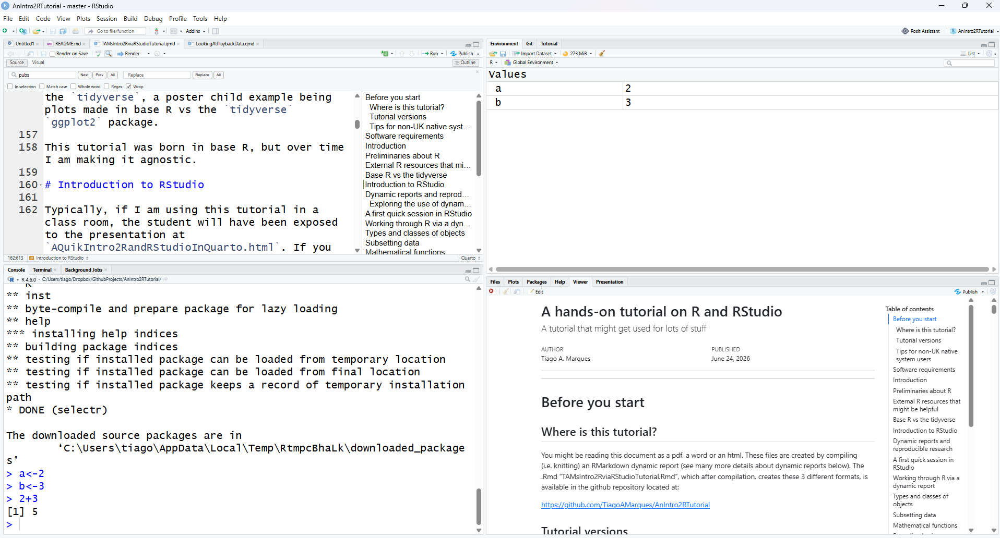 AnIntro2RTutorial - master - RStudio
File Edit Code View Plots Session Build Debug Profile Tools Help
Go to file/function Addins Posit Assistant AnIntro2RTutorial
Untitled1 README.md TAMsIntro2RviaRStudioTutorial.qmd LookingAtPlaybackData.qmd
Render on Save Render Run Publish
Source Visual Outline
pubs Next Prev All Replace Replace All
In selection Match case Whole word Regex Wrap
the `tidyverse`, a poster child example being
plots made in base R vs the `tidyverse`
`ggplot2` package.
157
158 This tutorial was born in base R, but over time
I am making it agnostic.
159
160 # Introduction to RStudio
161
162 Typically, if I am using this tutorial in a
class room, the student will have been exposed
to the presentation at
`AQuikIntro2RandRStudioInQuarto.html`. If you
162:613 Introduction to RStudio Quarto
Before you start
Where is this tutorial?
Tutorial versions
Tips for non-UK native syst...
Software requirements
Introduction
Preliminaries about R
External R resources that mi...
Base R vs the tidyverse
Introduction to RStudio
Dynamic reports and reprod...
Exploring the use of dynam...
A first quick session in RStudio
Working through R via a dyn...
Types and classes of objects
Subsetting data
Mathematical functions
Console Terminal Background Jobs
R 4.6.0 · C:/Users/tiago/Dropbox/GithubProjects/AnIntro2RTutorial/
** R
** inst
** byte-compile and prepare package for lazy loading
** help
*** installing help indices
** building package indices
** testing if installed package can be loaded from temporary location
** testing if installed package can be loaded from final location
** testing if installed package keeps a record of temporary installation
path
* DONE (selectr)
The downloaded source packages are in
‘C:\Users\tiago\AppData\Local\Temp\RtmpcBhaLk\downloaded_package
s’
> a<-2
> b<-3
> 2+3
[1] 5
>
Environment Git Tutorial
Import Dataset 273 MiB List
R Global Environment
Values
a 2
b 3
Files Plots Packages Help Viewer Presentation
Edit Publish
A hands-on tutorial on R and RStudio
A tutorial that might get used for lots of stuff
AUTHOR PUBLISHED
Tiago A. Marques June 24, 2026
Before you start
Where is this tutorial?
You might be reading this document as a pdf, a word or an html. These files are created by compiling
(i.e. knitting) an RMarkdown dynamic report (see many more details about dynamic reports below). The
.Rmd “TAMsIntro2RviaRStudioTutorial.Rmd”, which after compilation, creates these 3 different formats, is
available in the github repository located at:
https://github.com/TiagoAMarques/AnIntro2RTutorial
Tutorial versions
Table of contents
Before you start
Where is this tutorial?
Tutorial versions
Tips for non-UK native
system users
Software requirements
Introduction
Preliminaries about R
External R resources that
might be helpful
Base R vs the tidyverse
Introduction to RStudio
Dynamic reports and
reproducible research
A first quick session in
RStudio
Working through R via a
dynamic report
Types and classes of
objects
Subsetting data
Mathematical functions